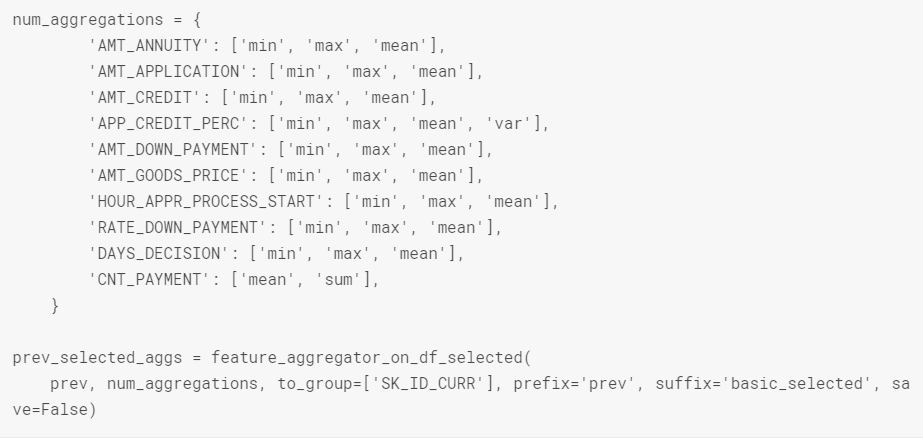 num_aggregations = {
        'AMT_ANNUITY': ['min', 'max', 'mean'],
        'AMT_APPLICATION': ['min', 'max', 'mean'],
        'AMT_CREDIT': ['min', 'max', 'mean'],
        'APP_CREDIT_PERC': ['min', 'max', 'mean', 'var'],
        'AMT_DOWN_PAYMENT': ['min', 'max', 'mean'],
        'AMT_GOODS_PRICE': ['min', 'max', 'mean'],
        'HOUR_APPR_PROCESS_START': ['min', 'max', 'mean'],
        'RATE_DOWN_PAYMENT': ['min', 'max', 'mean'],
        'DAYS_DECISION': ['min', 'max', 'mean'],
        'CNT_PAYMENT': ['mean', 'sum'],
    }

prev_selected_aggs = feature_aggregator_on_df_selected(
    prev, num_aggregations, to_group=['SK_ID_CURR'], prefix='prev', suffix='basic_selected', sa
ve=False)